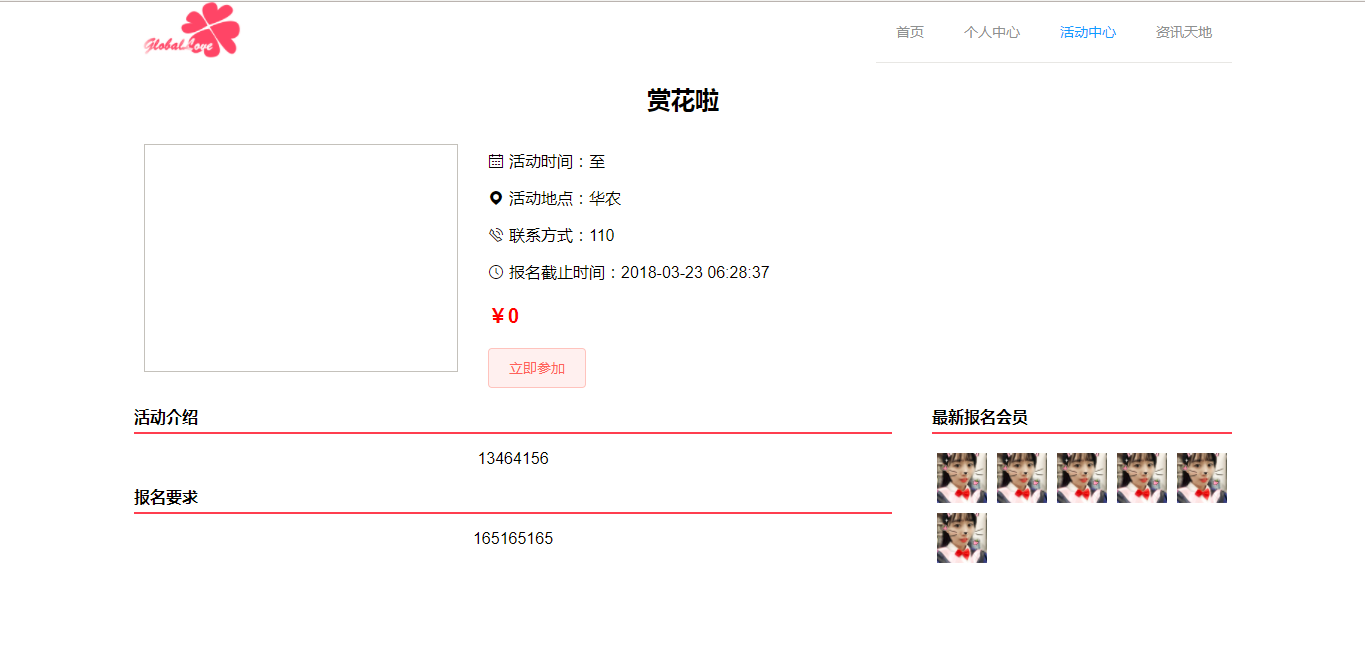 GlobalLove
首页 个人中心 活动中心 资讯天地
赏花啦
活动时间：至
活动地点：华农
联系方式：110
报名截止时间：2018-03-23 06:28:37
￥0
立即参加
活动介绍
13464156
报名要求
165165165
最新报名会员